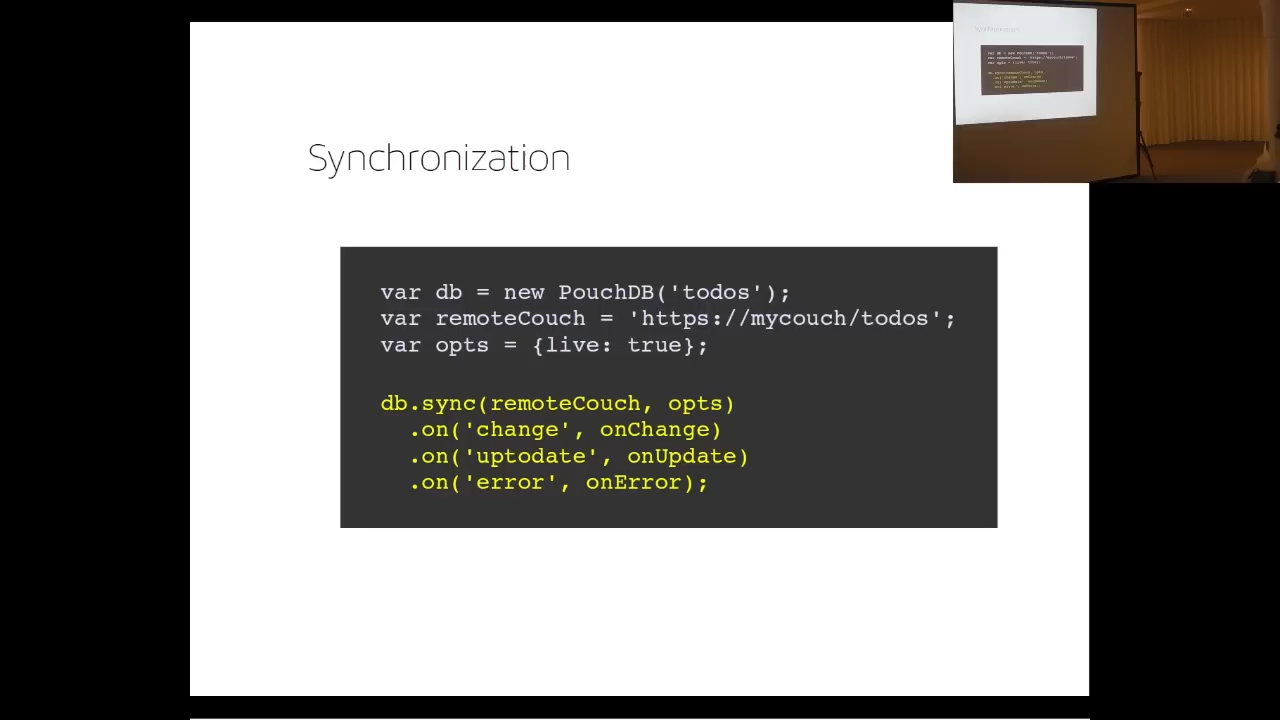 Synchronization
var db = new PouchDB('todos');
var remoteCouch = 'https://mycouch/todos';
var opts = {live: true};
db.sync(remoteCouch, opts)
.on('change', onChange)
.on('uptodate', onUpdate)
.on('error', onError);